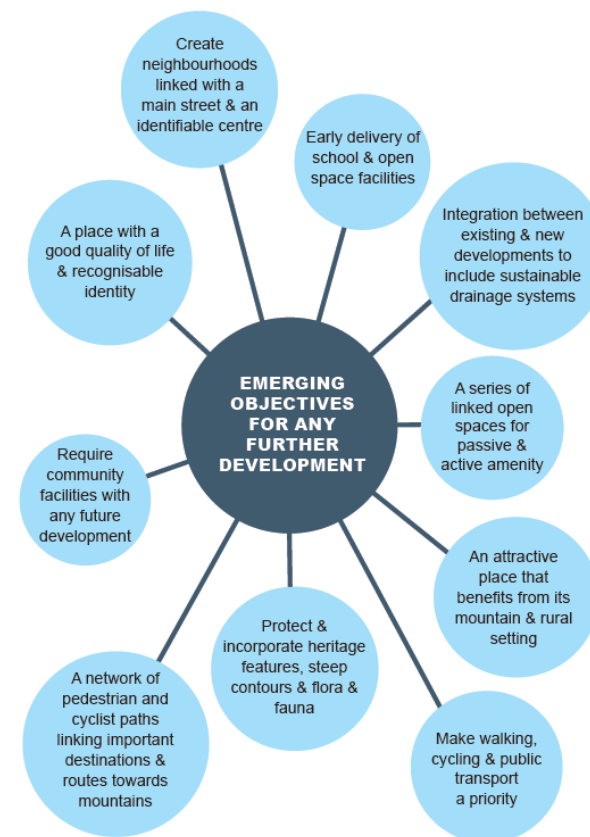 Create
neighbourhoods
linked with a
main street & an
identifiable centre
Early delivery of
school & open
space facilities
Integration between
existing & new
developments to
include sustainable
drainage systems
A place with a
good quality of life
& recognisable
identity
EMERGING
OBJECTIVES
FOR ANY
FURTHER
DEVELOPMENT
A series of
linked open
spaces for
passive &
active amenity
Require
community
facilities with
any future
development
An attractive
place that
benefits from its
mountain & rural
setting
Protect &
incorporate heritage
features, steep
contours & flora &
fauna
A network of
pedestrian and
cyclist paths
linking important
destinations &
routes towards
mountains
Make walking,
cycling & public
transport
a priority